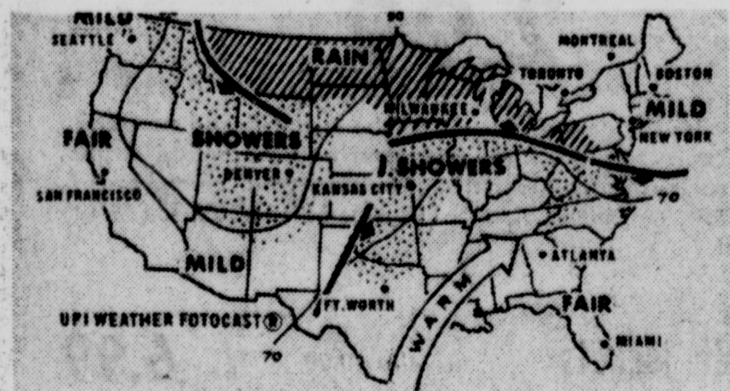 MILD
SEATTLE
50
MONTREAL
RAIN
TORONTO
BOSTON
MILWAUKEE
MILD
FAIR
SHOWERS
NEW YORK
DENVER
KANSAS CITY
SHOWERS
SAN FRANCISCO
70
MILD
ATLANTA
WARM
FT. WORTH
FAIR
UPI WEATHER FOTOCAST ®
MIAMI
70